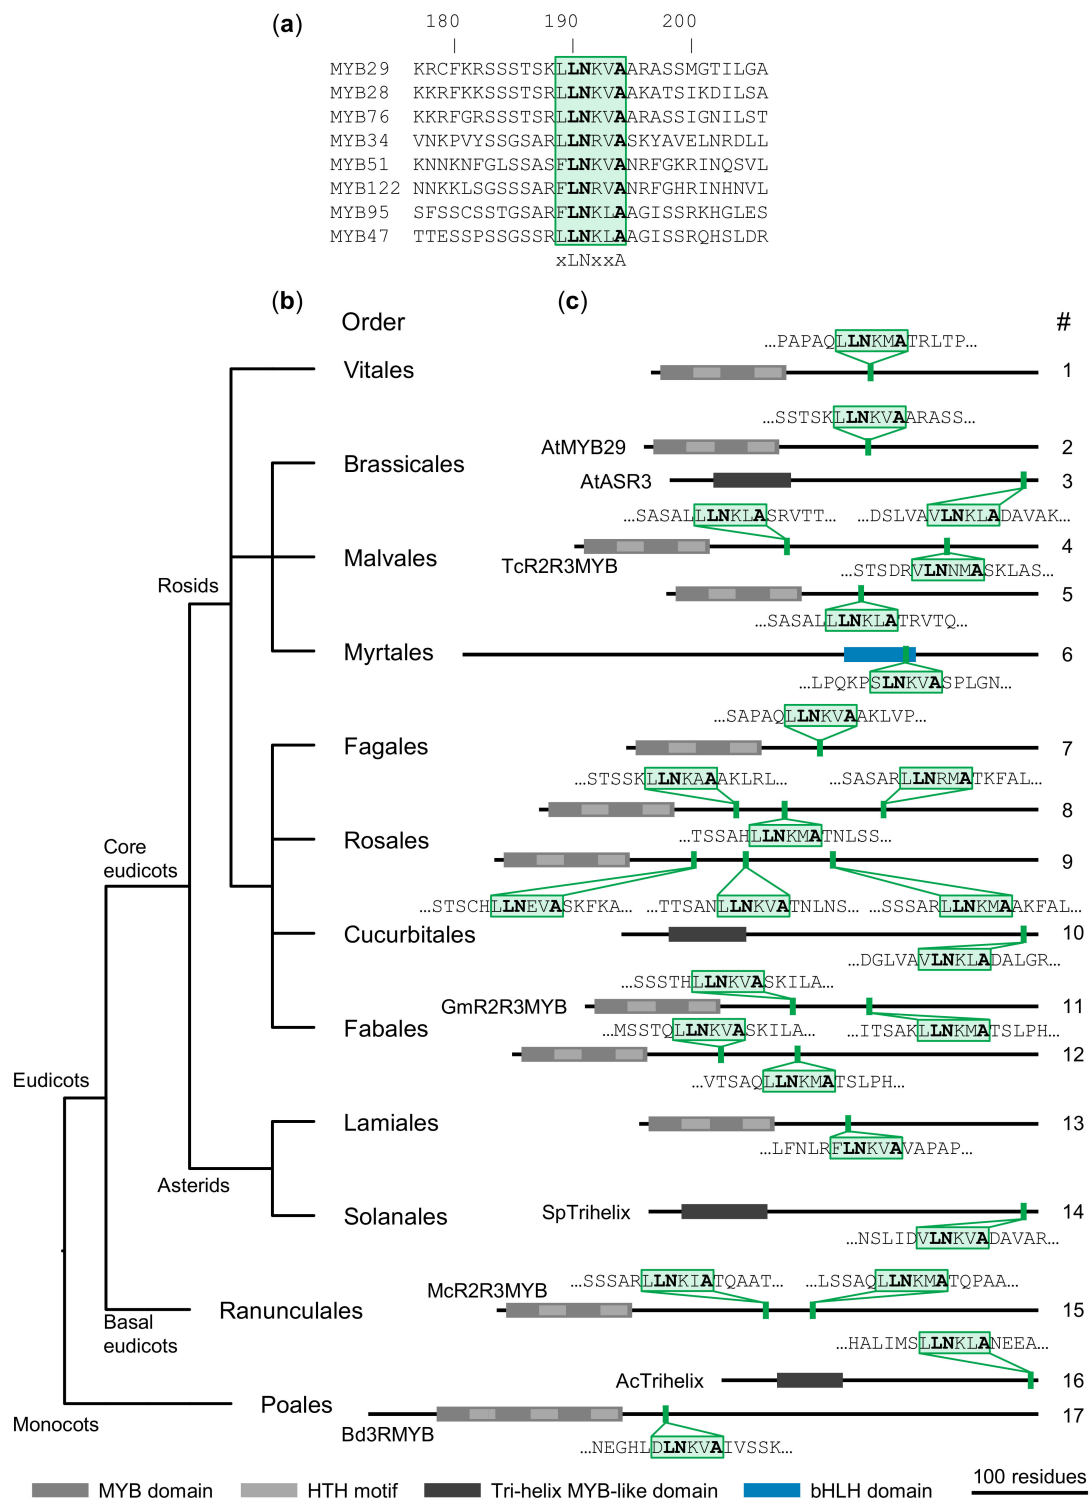 (a)
180 190 200
MYB29 KRCFKRSSSTSKLLNKVAARASSMGTILGA
MYB28 KKRFKKSSSTSRLLNKVAAKATSIKDILSA
MYB76 KKRFGRSSSTSRLLNKVAARASSIGNILST
MYB34 VNKPVYSSGSARLLNRVASKYAVELNRDLL
MYB51 KNNKNFGLSSASFLNKVANRFGKRINQSVL
MYB122 NNKKLSGSSSARFLNRVANRFGHRINHNVL
MYB95 SFSSCSSTGSARFLNKLAAGISSRKHGLES
MYB47 TTESSPSSGSSRLLNKLAAGISSRQHSLDR
xLNxxA
(b) (c)
Order #
...PAPAQLLNKMATRLTP...
Vitales 1
...SSTSKLLNKVAARASS...
AtMYB29 2
Brassicales
AtASR3 3
...SASALLLNKLASRVTT... ...DSLVAVLNKLADAVAK...
Malvales 4
TcR2R3MYB ...STSDRVLNNMASKLAS...
Rosids 5
...SASALLLNKLATRVTQ...
Myrtales 6
...LPQKPSLNKVASPLGN...
...SAPAQLLNKVAAKLVP...
Fagales 7
...STSSKLLNKAAAKLRL... ...SASARLLNRMATKFAL...
8
...TSSAHLLNKMATNLSS...
Rosales
Core
eudicots
9
...STSCHLLNEVASKFKA... ...TTSANLLNKVATNLNS... ...SSSARLLNKMAAKFAL...
Cucurbitales 10
...DGLVAVLNKLADALGR...
...SSSTHLLNKVASKILA...
GmR2R3MYB 11
Fabales ...MSSTQLLNKVASKILA... ...ITSAKLLNKMATSLPH...
12
Eudicots ...VTSAQLLNKMATSLPH...
Lamiales 13
...LFNLRFLNKVAVAPAP...
Asterids
Solanales SpTrihelix 14
...NSLIDVLNKVADAVAR...
...SSSARLLNKIATQAAT... ...LSSAQLLNKMATQPAA...
McR2R3MYB
Ranunculales 15
Basal
eudicots
...HALIMSLLNKLANEEA...
AcTrihelix 16
Poales 17
Monocots
Bd3RMYB
...NEGHLDLNKVAIVSSK...
MYB domain HTH motif Tri-helix MYB-like domain bHLH domain 100 residues